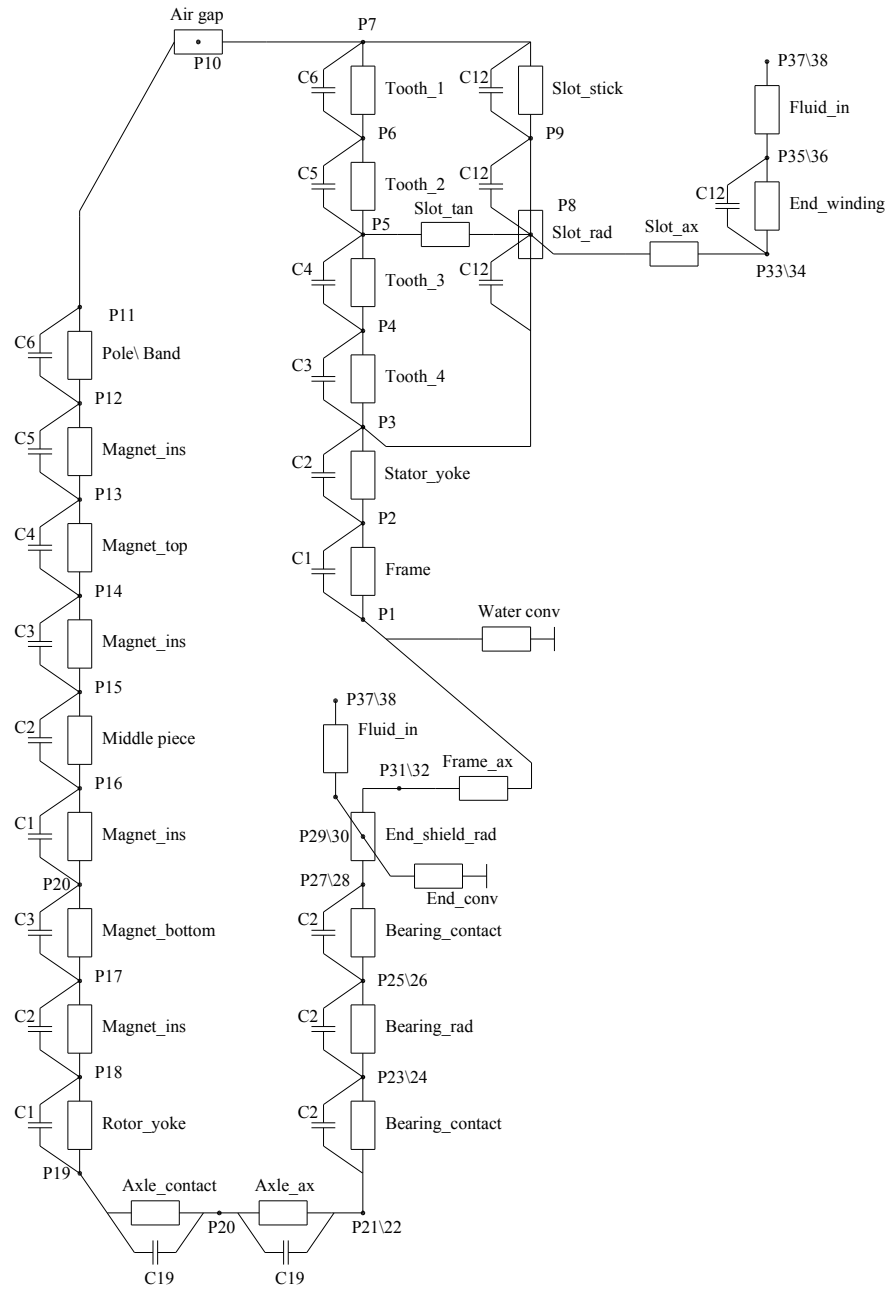 Air gap
P10
P7
C6
Tooth_1
C12
Slot_stick
P37\38
Fluid_in
P6
P9
P35\36
C5
Tooth_2
C12
C12
End_winding
Slot_tan
P8
P5
Slot_rad
Slot_ax
P33\34
C4
Tooth_3
C12
P4
C3
Tooth_4
P3
C2
Stator_yoke
P2
C1
Frame
P1
Water conv
P11
C6
Pole\ Band
P12
C5
Magnet_ins
P13
C4
Magnet_top
P14
C3
Magnet_ins
P15
C2
Middle piece
P16
C1
Magnet_ins
P20
C3
Magnet_bottom
P17
C2
Magnet_ins
P18
C1
Rotor_yoke
P19
P37\38
Fluid_in
P31\32
Frame_ax
P29\30
End_shield_rad
P27\28
End_conv
C2
Bearing_contact
P25\26
C2
Bearing_rad
P23\24
C2
Bearing_contact
Axle_contact
Axle_ax
P20
P21\22
C19
C19